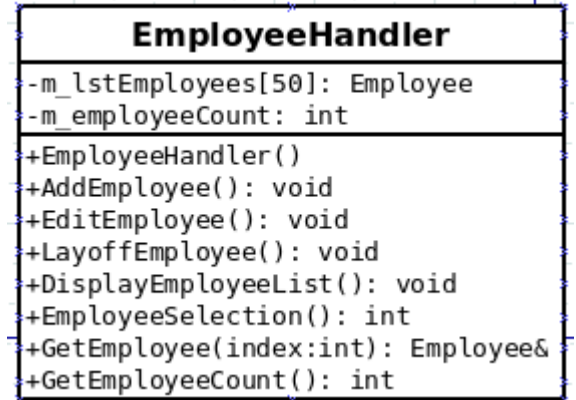 EmployeeHandler
-m_lstEmployees[50]: Employee
-m_employeeCount: int
+EmployeeHandler()
+AddEmployee(): void
+EditEmployee(): void
+LayoffEmployee(): void
+DisplayEmployeeList(): void
+EmployeeSelection(): int
+GetEmployee(index:int): Employee&
+GetEmployeeCount(): int